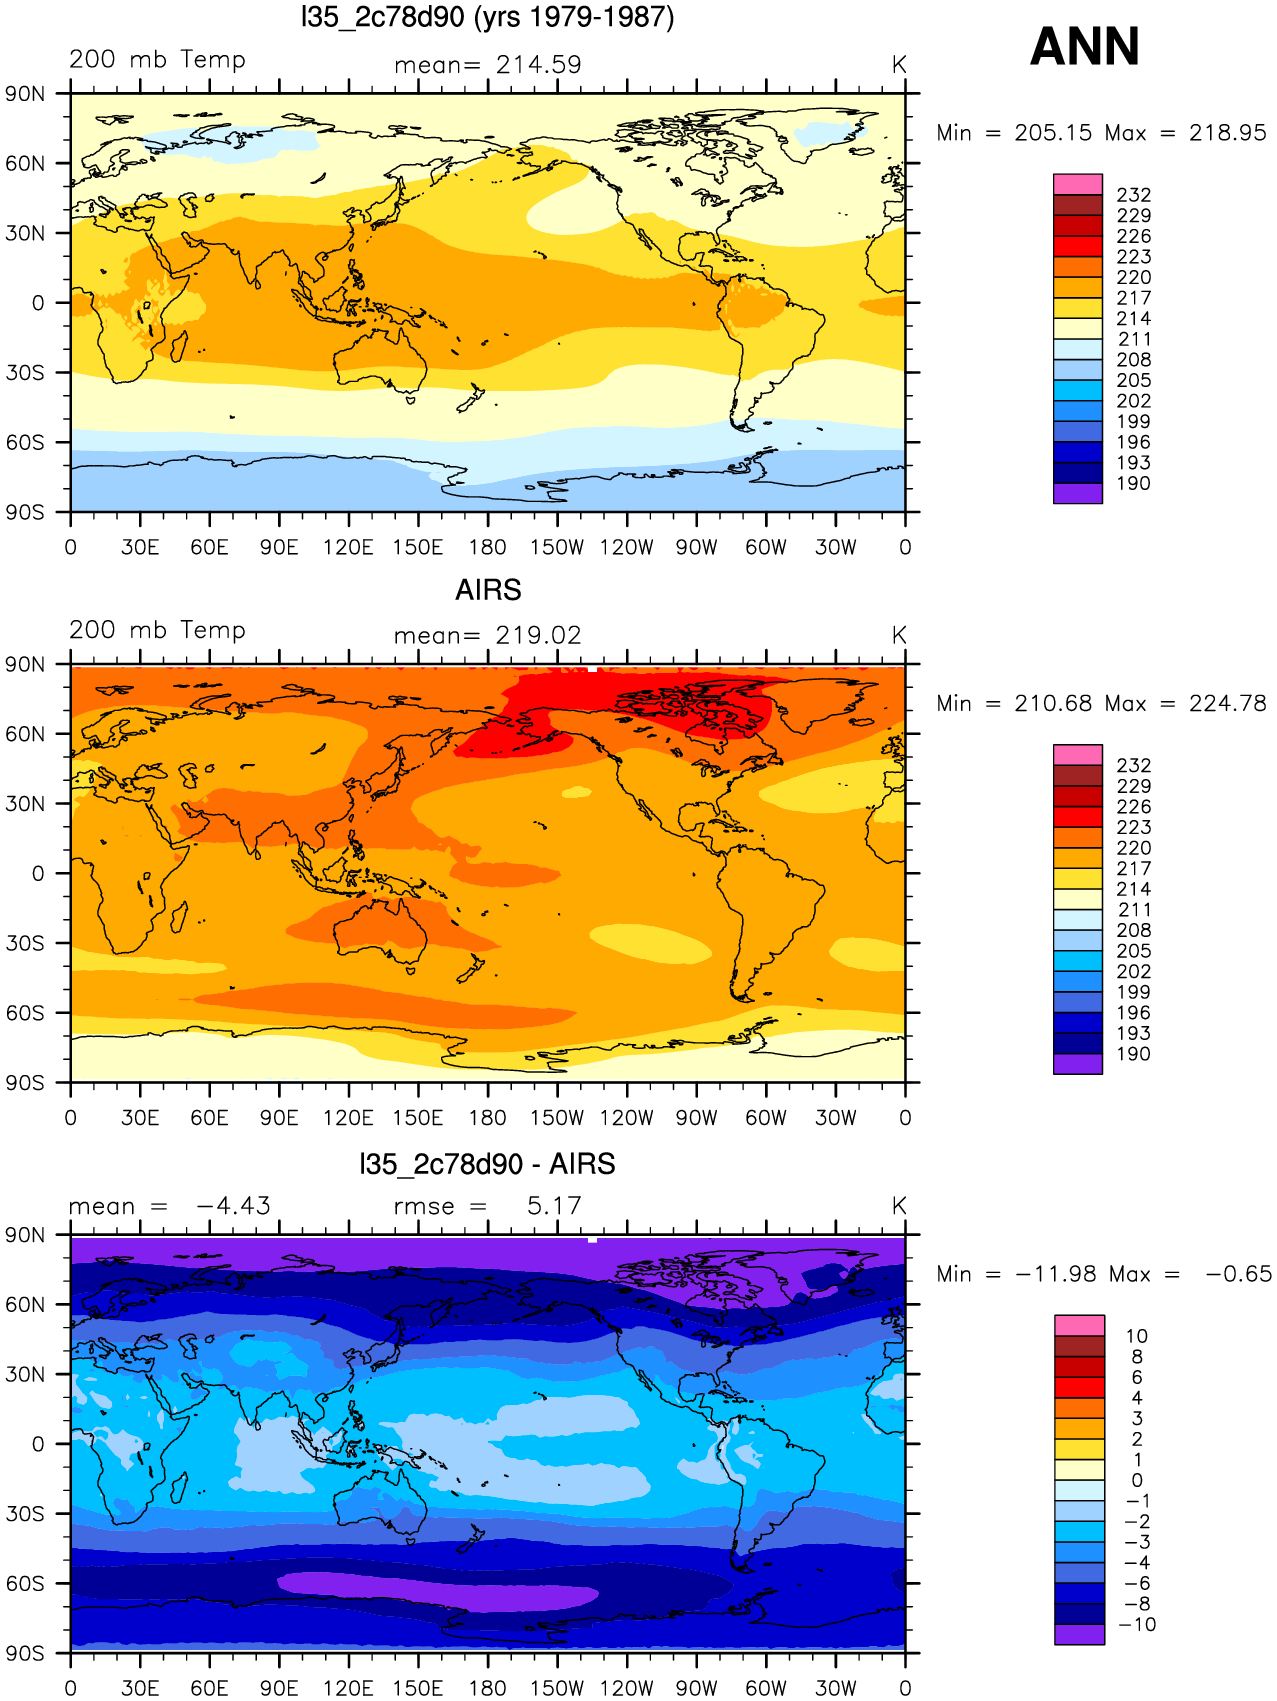 l35_2c78d90 (yrs 1979-1987)
ANN
200 mb Temp mean= 214.59 K
Min = 205.15 Max = 218.95
90N
60N
30N
0
30S
60S
90S
0 30E 60E 90E 120E 150E 180 150W 120W 90W 60W 30W 0
232
229
226
223
220
217
214
211
208
205
202
199
196
193
190
AIRS
200 mb Temp mean= 219.02 K
Min = 210.68 Max = 224.78
90N
60N
30N
0
30S
60S
90S
0 30E 60E 90E 120E 150E 180 150W 120W 90W 60W 30W 0
232
229
226
223
220
217
214
211
208
205
202
199
196
193
190
l35_2c78d90 - AIRS
mean = −4.43 rmse = 5.17 K
Min = −11.98 Max = −0.65
90N
60N
30N
0
30S
60S
90S
0 30E 60E 90E 120E 150E 180 150W 120W 90W 60W 30W 0
10
8
6
4
3
2
1
0
−1
−2
−3
−4
−6
−8
−10